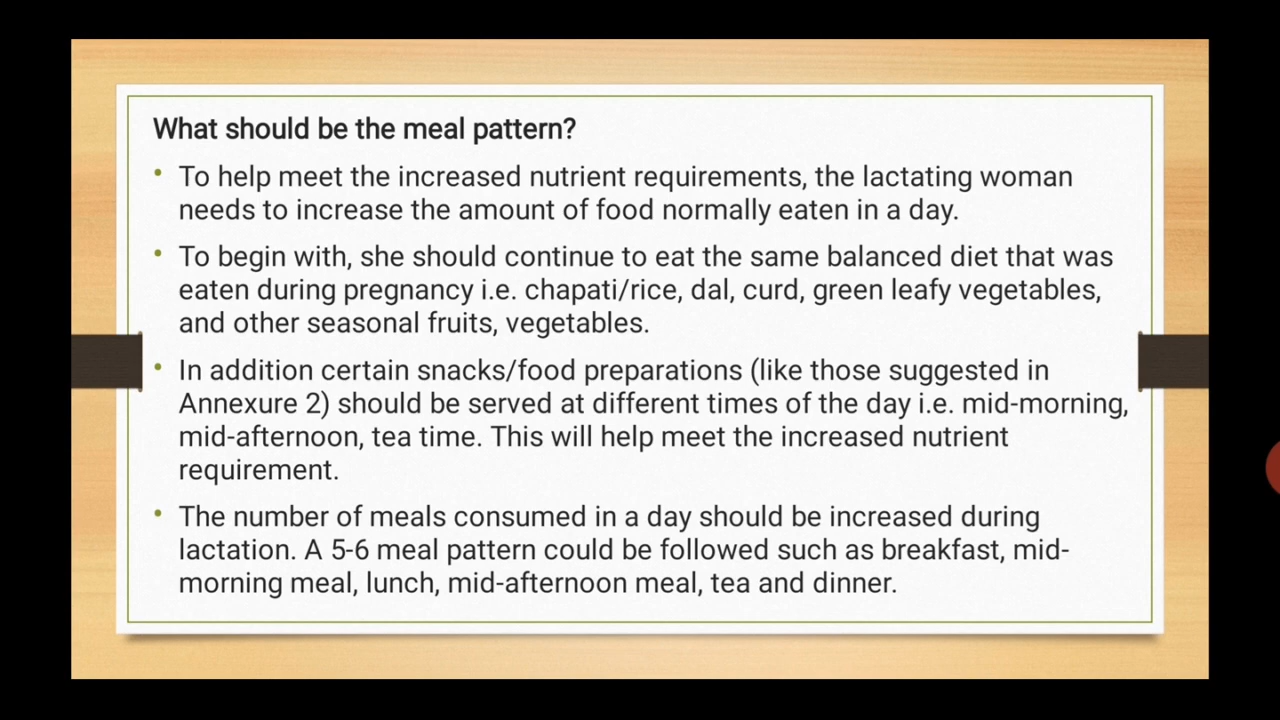 What should be the meal pattern?
• To help meet the increased nutrient requirements, the lactating woman
needs to increase the amount of food normally eaten in a day.
• To begin with, she should continue to eat the same balanced diet that was
eaten during pregnancy i.e. chapati/rice, dal, curd, green leafy vegetables,
and other seasonal fruits, vegetables.
• In addition certain snacks/food preparations (like those suggested in
Annexure 2) should be served at different times of the day i.e. mid-morning,
mid-afternoon, tea time. This will help meet the increased nutrient
requirement.
• The number of meals consumed in a day should be increased during
lactation. A 5-6 meal pattern could be followed such as breakfast, mid-
morning meal, lunch, mid-afternoon meal, tea and dinner.